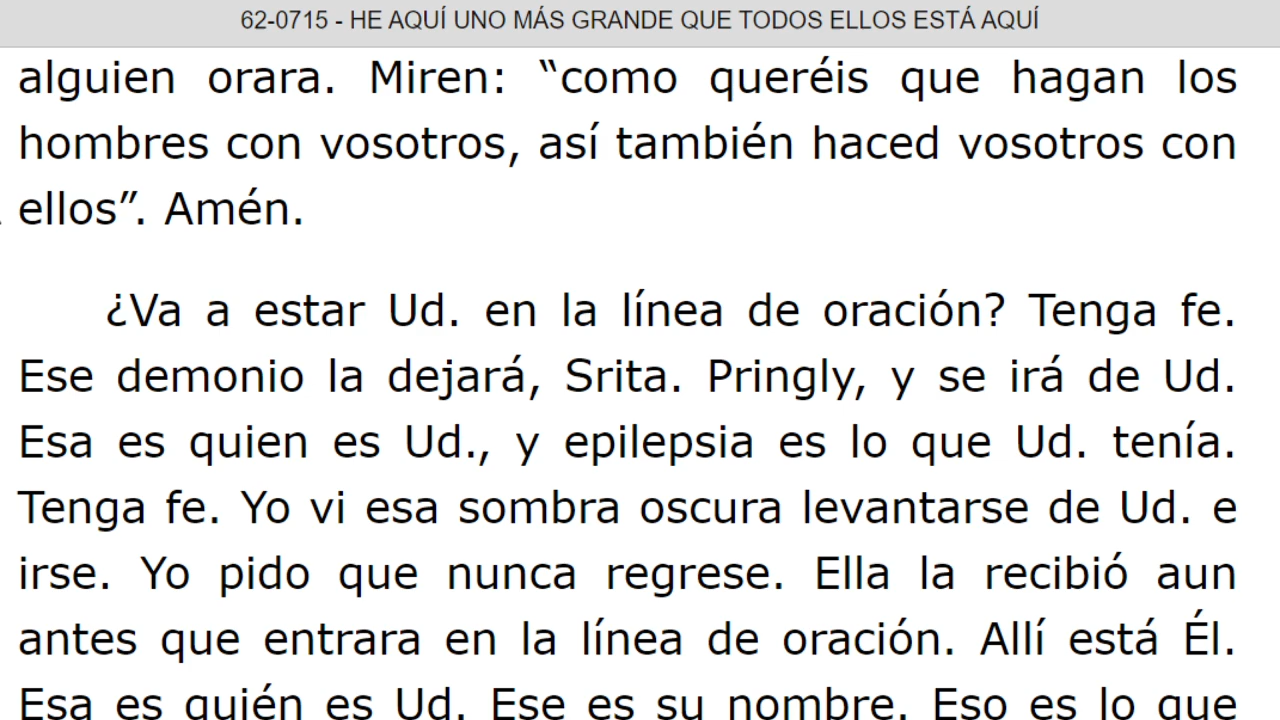 62-0715 - HE AQUÍ UNO MÁS GRANDE QUE TODOS ELLOS ESTÁ AQUÍ
alguien orara. Miren: “como queréis que hagan los
hombres con vosotros, así también haced vosotros con
ellos”. Amén.
¿Va a estar Ud. en la línea de oración? Tenga fe.
Ese demonio la dejará, Srita. Pringly, y se irá de Ud.
Esa es quien es Ud., y epilepsia es lo que Ud. tenía.
Tenga fe. Yo vi esa sombra oscura levantarse de Ud. e
irse. Yo pido que nunca regrese. Ella la recibió aun
antes que entrara en la línea de oración. Allí está Él.
Esa es quién es Ud. Ese es su nombre. Eso es lo que